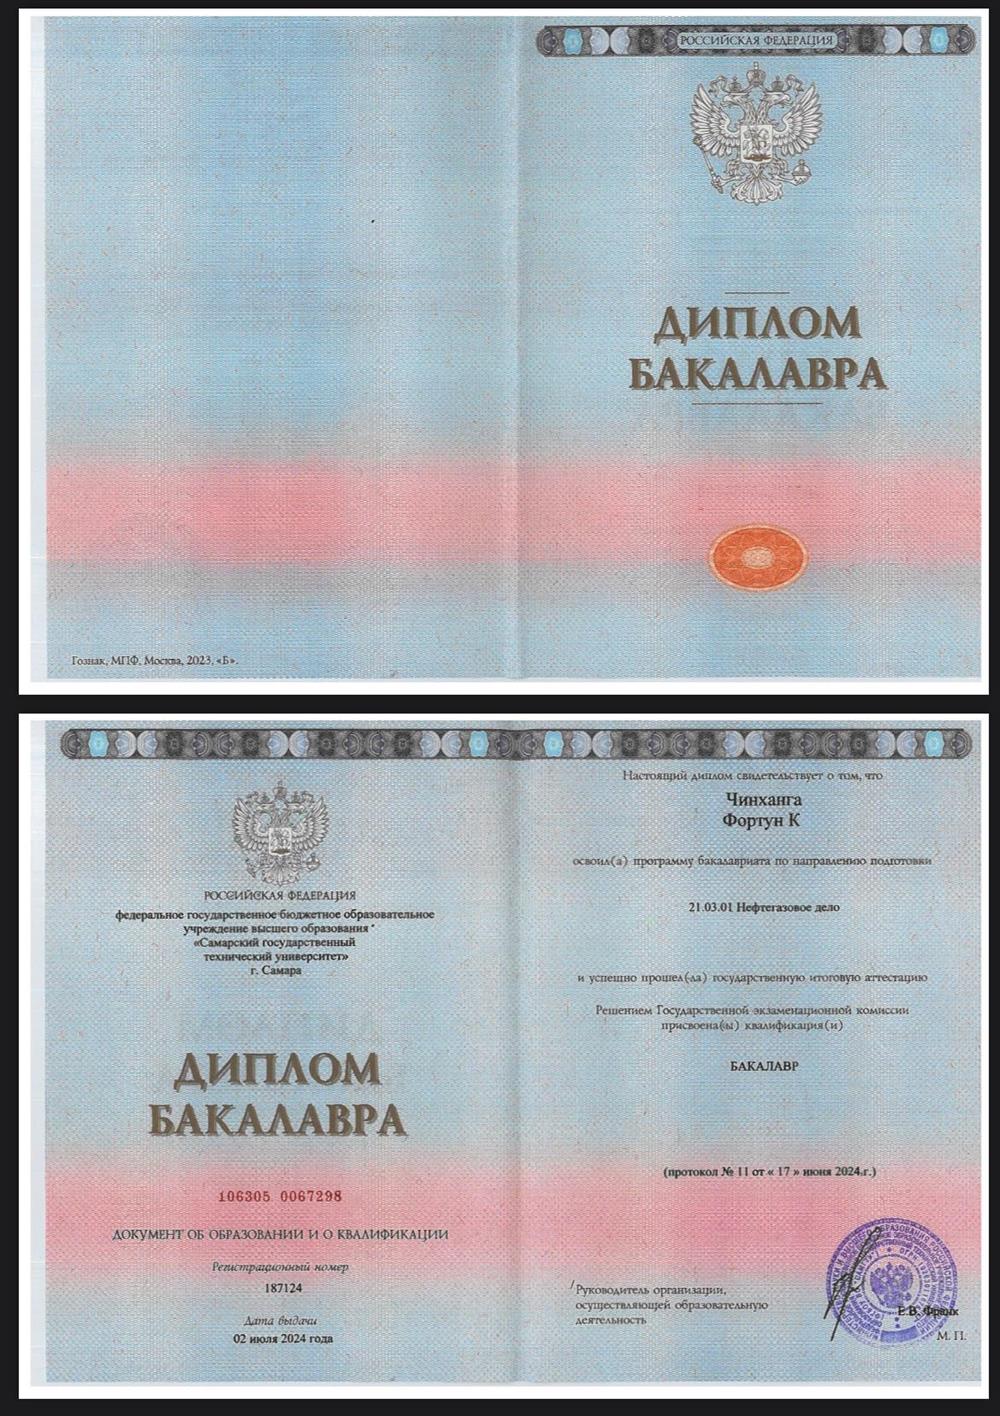 РОССИЙСКАЯ ФЕДЕРАЦИЯ
ДИПЛОМ
БАКАЛАВРА
Гознак, МПФ, Москва, 2023, «Б».
РОССИЙСКАЯ ФЕДЕРАЦИЯ
федеральное государственное бюджетное образовательное
учреждение высшего образования
«Самарский государственный
технический университет»
г. Самара
ДИПЛОМ
БАКАЛАВРА
106305 0067298
ДОКУМЕНТ ОБ ОБРАЗОВАНИИ И О КВАЛИФИКАЦИИ
Регистрационный номер
187124
Дата выдачи
02 июля 2024 года
Настоящий диплом свидетельствует о том, что
Чинханга
Фортун К
освоил(а) программу бакалавриата по направлению подготовки
21.03.01 Нефтегазовое дело
и успешно прошел(ла) государственную итоговую аттестацию
Решением Государственной экзаменационной комиссии
присвоена(ы) квалификация(и)
БАКАЛАВР
(протокол № 11 от « 17 » июня 2024 г.)
Руководитель организации,
осуществляющей образовательную
деятельность
Е.В. Франк
М. П.